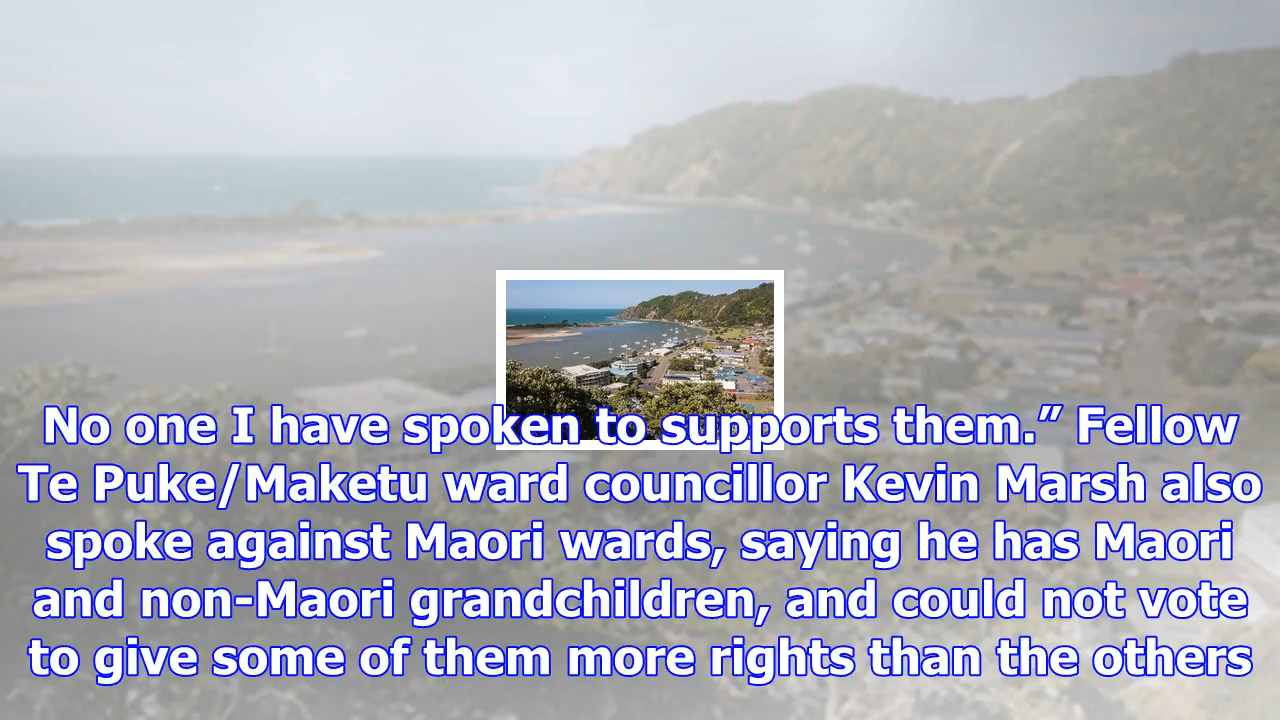 No one I have spoken to supports them.” Fellow
Te Puke/Maketu ward councillor Kevin Marsh also
spoke against Maori wards, saying he has Maori
and non-Maori grandchildren, and could not vote
to give some of them more rights than the others